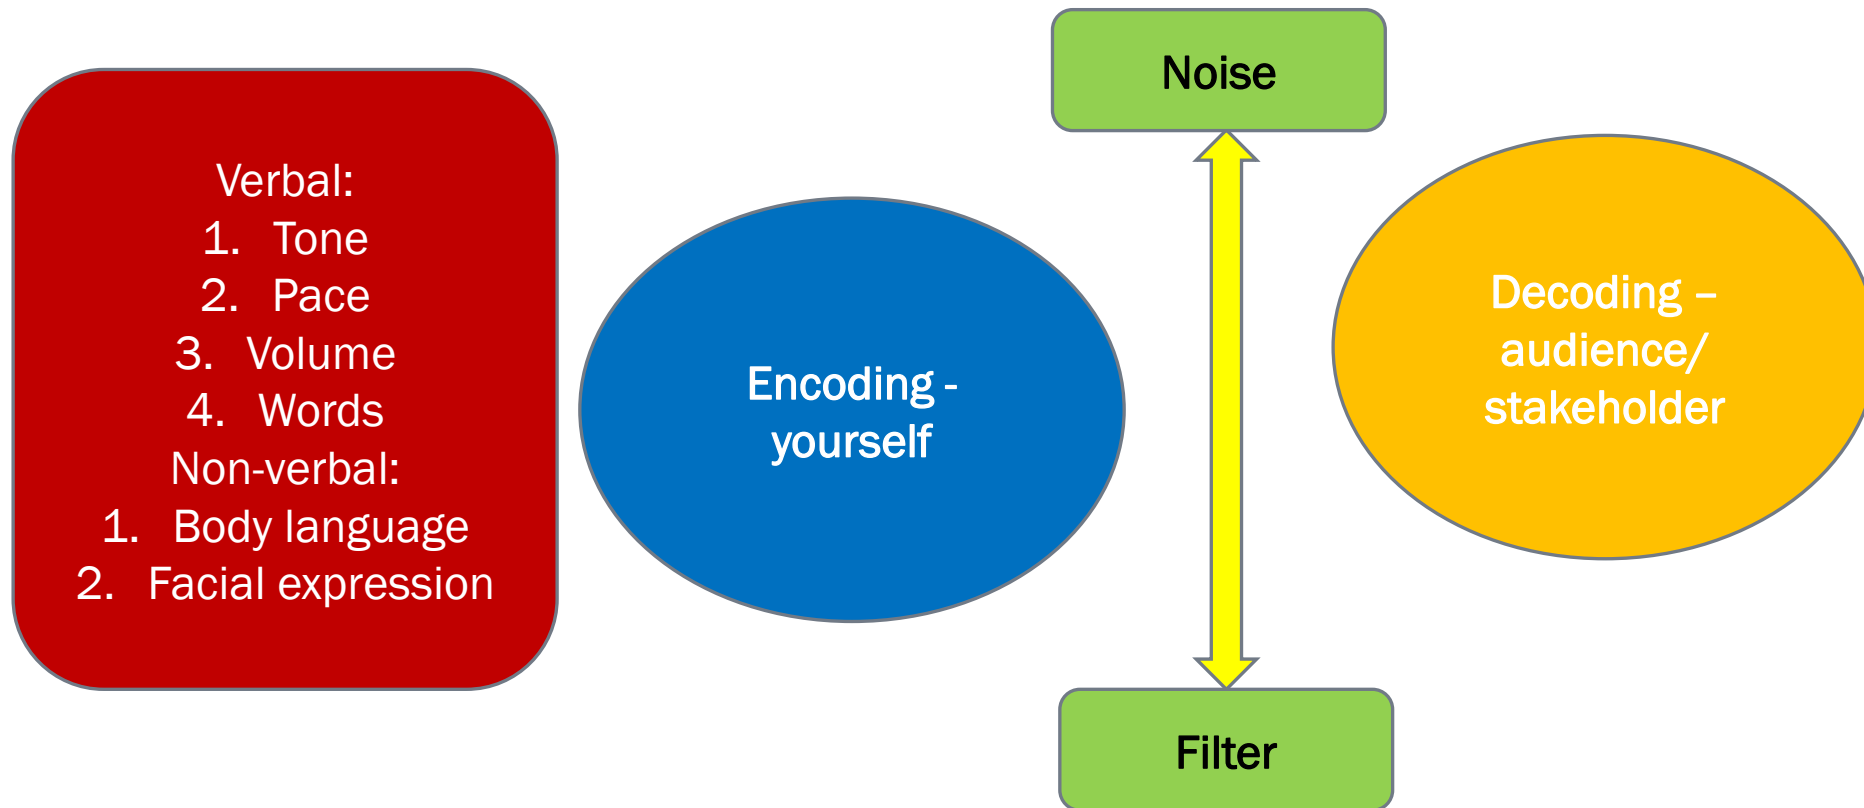 Verbal:
1. Tone
2. Pace
3. Volume
4. Words
Non-verbal:
1. Body language
2. Facial expression
Encoding -
yourself
Noise
Filter
Decoding –
audience/
stakeholder